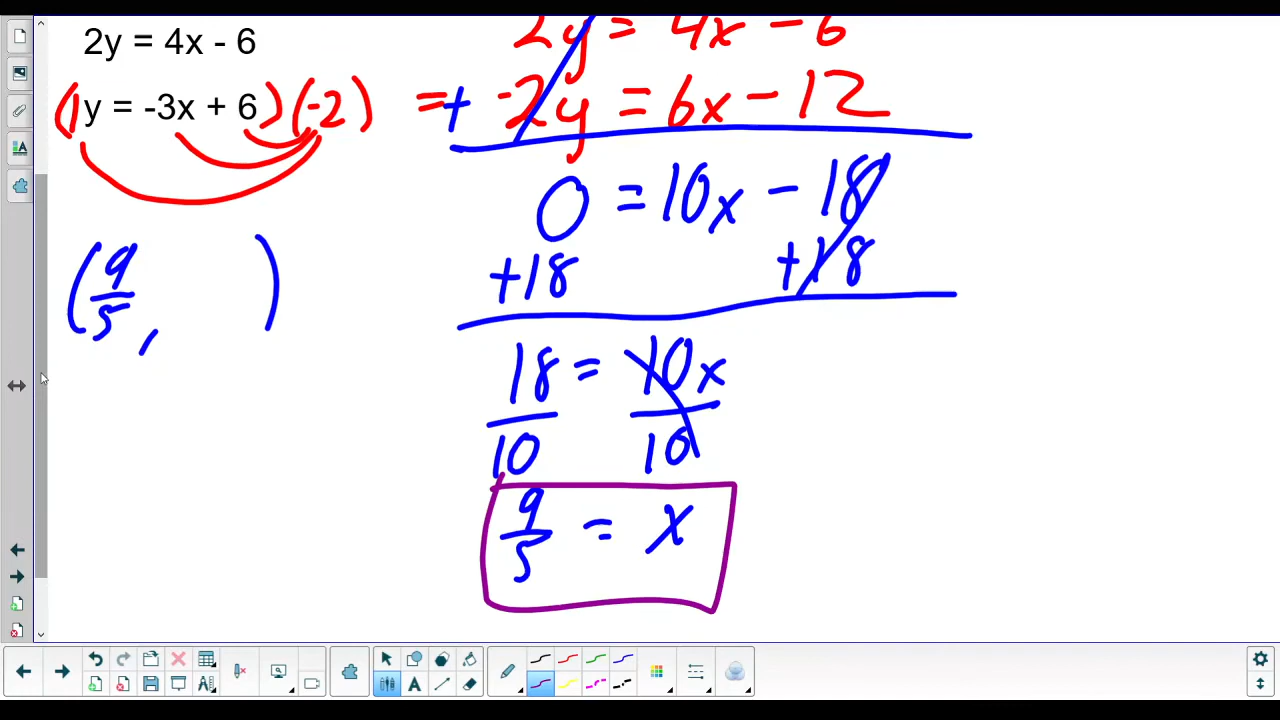 2y = 4x - 6
2y = 4x - 6
(1y = -3x + 6)(-2) = + -2y = 6x - 12
0 = 10x - 18
+18 +18
(9/5, )
18 = 10x
10 10
9/5 = x